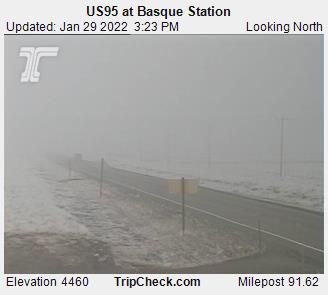 US95 at Basque Station
Updated: Jan 29 2022  3:23 PM
Looking North
Elevation 4460
TripCheck.com
Milepost 91.62